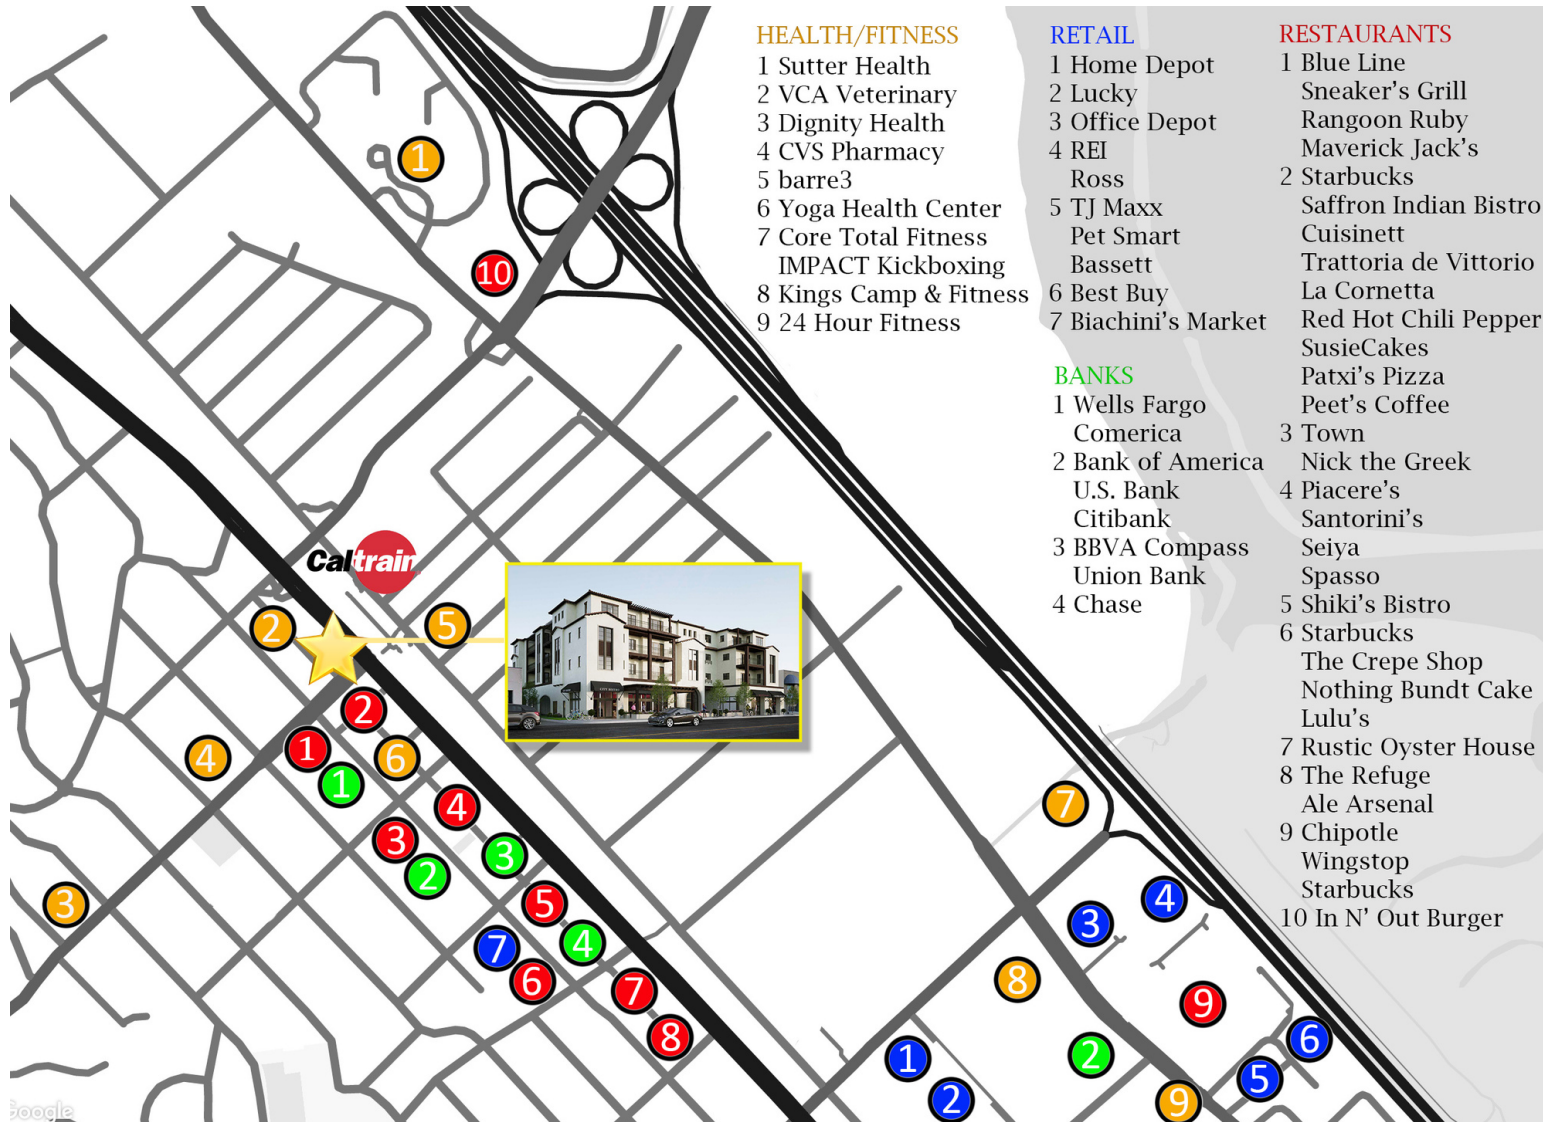 HEALTH/FITNESS
1 Sutter Health
2 VCA Veterinary
3 Dignity Health
4 CVS Pharmacy
5 barre3
6 Yoga Health Center
7 Core Total Fitness
IMPACT Kickboxing
8 Kings Camp & Fitness
9 24 Hour Fitness
RETAIL
1 Home Depot
2 Lucky
3 Office Depot
4 REI
Ross
5 TJ Maxx
Pet Smart
Bassett
6 Best Buy
7 Biachini's Market
BANKS
1 Wells Fargo
Comerica
2 Bank of America
U.S. Bank
Citibank
3 BBVA Compass
Union Bank
4 Chase
RESTAURANTS
1 Blue Line
Sneaker's Grill
Rangoon Ruby
Maverick Jack's
2 Starbucks
Saffron Indian Bistro
Cuisinett
Trattoria de Vittorio
La Cornetta
Red Hot Chili Pepper
SusieCakes
Patxi's Pizza
Peet's Coffee
3 Town
Nick the Greek
4 Piacere's
Santorini's
Seiya
Spasso
5 Shiki's Bistro
6 Starbucks
The Crepe Shop
Nothing Bundt Cake
Lulu's
7 Rustic Oyster House
8 The Refuge
Ale Arsenal
9 Chipotle
Wingstop
Starbucks
10 In N' Out Burger
1
10
Caltrain
2
5
2
1
6
4
1
4
7
3
3
2
3
5
4
3
4
7
6
8
7
9
8
1
2
6
5
2
9
Google